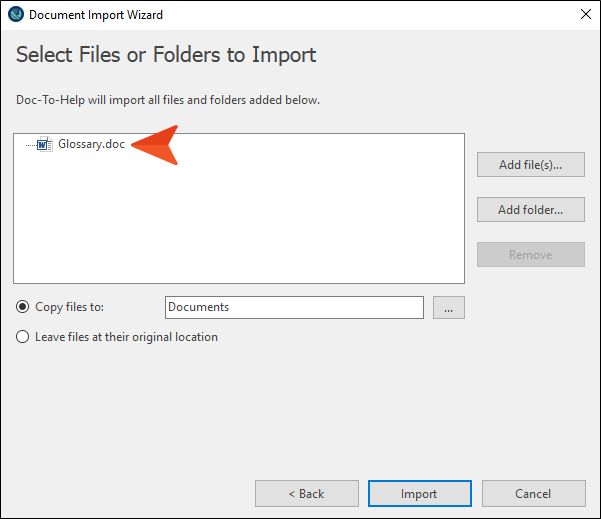 Document Import Wizard
Select Files or Folders to Import
Doc-To-Help will import all files and folders added below.
Glossary.doc
Add file(s)...
Add folder...
Remove
Copy files to:
Documents
...
Leave files at their original location
< Back
Import
Cancel